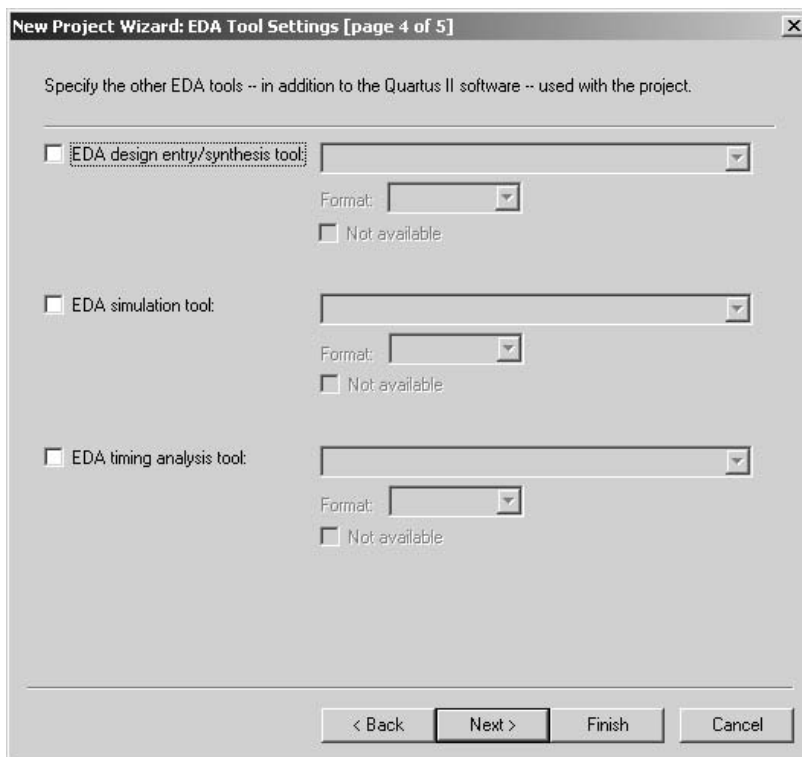 New Project Wizard: EDA Tool Settings [page 4 of 5]
Specify the other EDA tools -- in addition to the Quartus II software -- used with the project.
EDA design entry/synthesis tool:
Format:
Not available
EDA simulation tool:
Format:
Not available
EDA timing analysis tool:
Format:
Not available
< Back Next > Finish Cancel